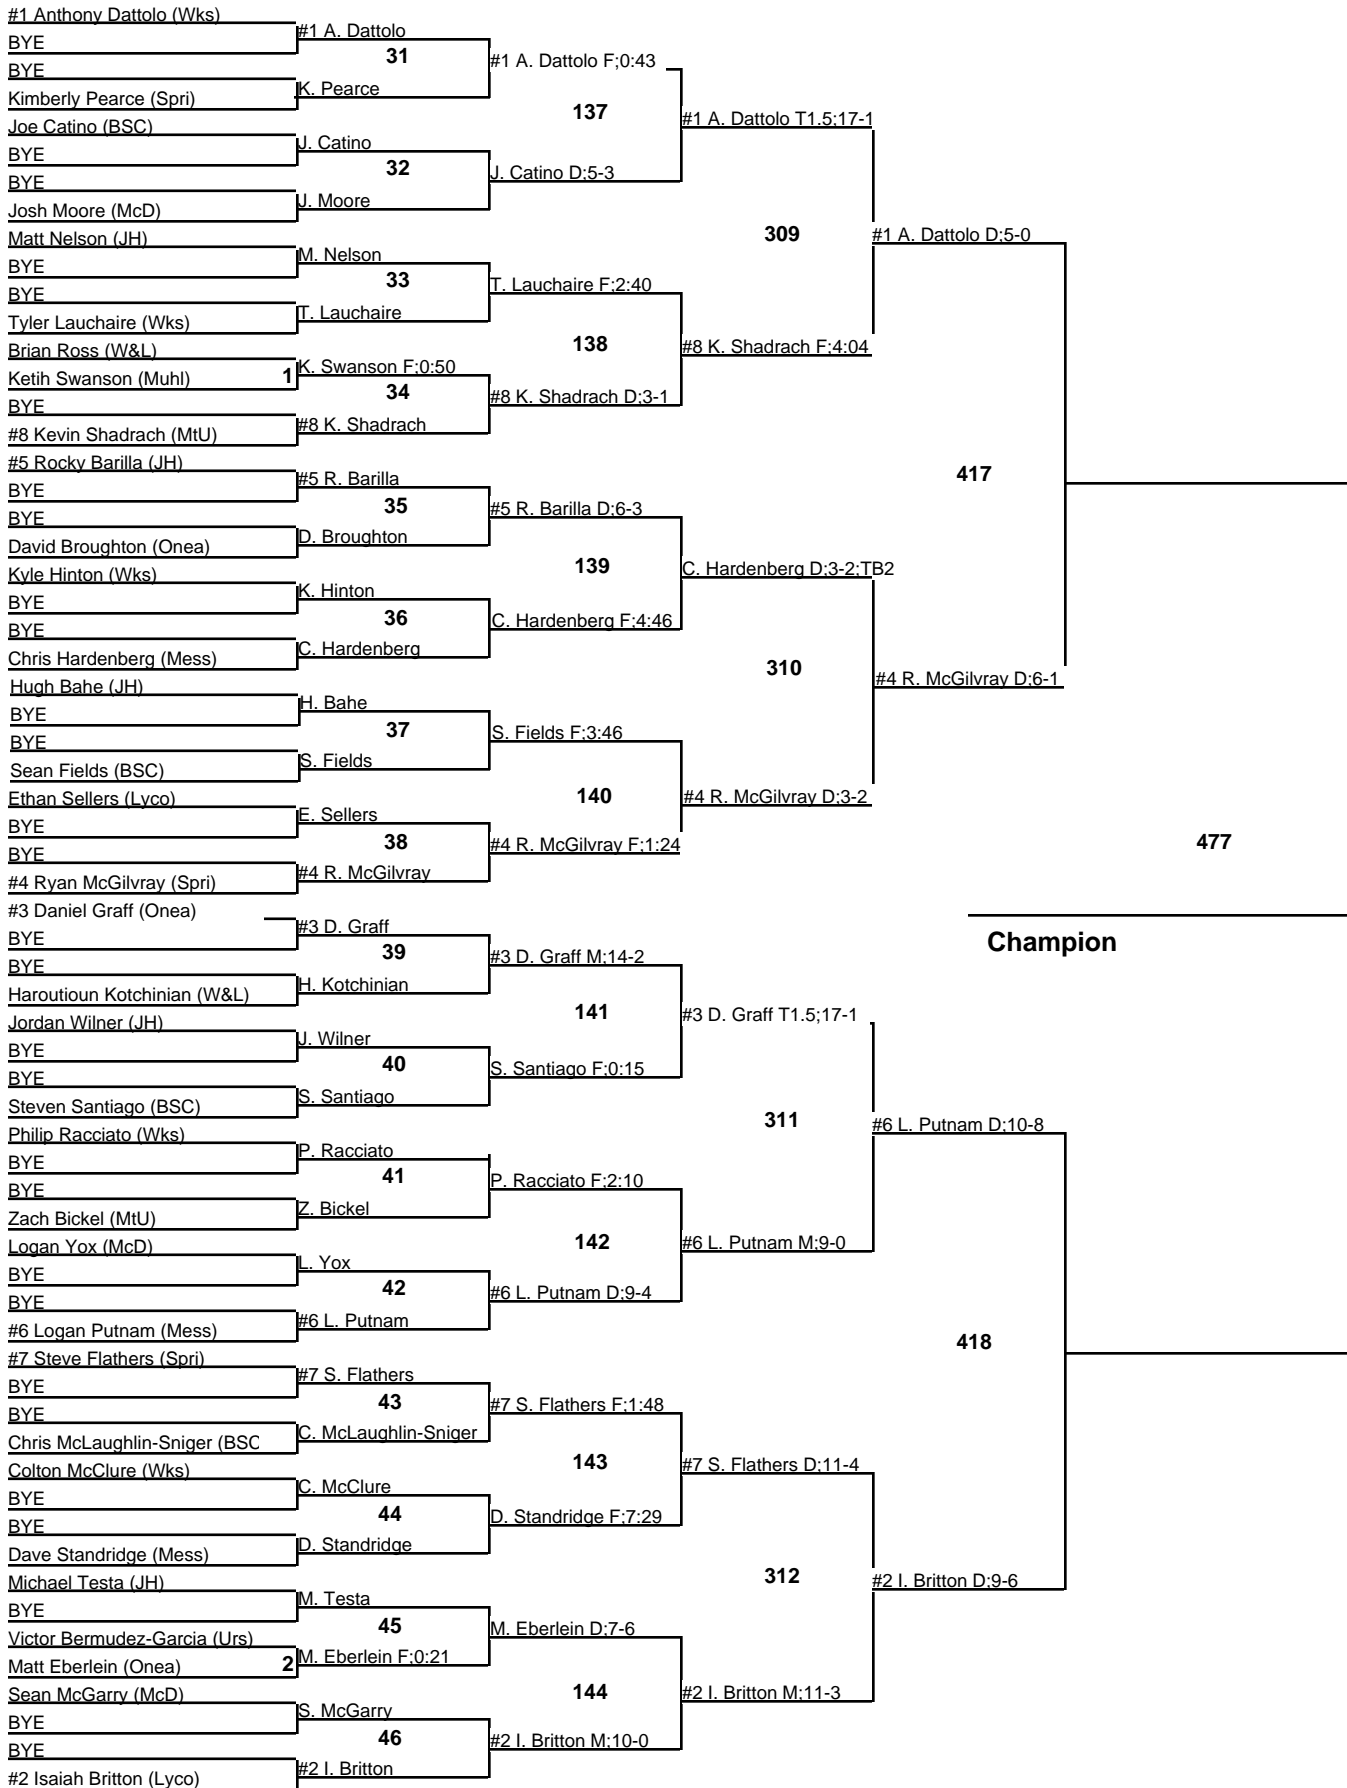 #1 Anthony Dattolo (Wks)
BYE
BYE
Kimberly Pearce (Spri)
Joe Catino (BSC)
BYE
BYE
Josh Moore (McD)
Matt Nelson (JH)
BYE
BYE
Tyler Lauchaire (Wks)
Brian Ross (W&L)
Ketih Swanson (Muhl) 1
BYE
#8 Kevin Shadrach (MtU)
#5 Rocky Barilla (JH)
BYE
BYE
David Broughton (Onea)
Kyle Hinton (Wks)
BYE
BYE
Chris Hardenberg (Mess)
Hugh Bahe (JH)
BYE
BYE
Sean Fields (BSC)
Ethan Sellers (Lyco)
BYE
BYE
#4 Ryan McGilvray (Spri)
#3 Daniel Graff (Onea)
BYE
BYE
Haroutioun Kotchinian (W&L)
Jordan Wilner (JH)
BYE
BYE
Steven Santiago (BSC)
Philip Racciato (Wks)
BYE
BYE
Zach Bickel (MtU)
Logan Yox (McD)
BYE
BYE
#6 Logan Putnam (Mess)
#7 Steve Flathers (Spri)
BYE
BYE
Chris McLaughlin-Sniger (BSC
Colton McClure (Wks)
BYE
BYE
Dave Standridge (Mess)
Michael Testa (JH)
BYE
Victor Bermudez-Garcia (Urs)
Matt Eberlein (Onea) 2
Sean McGarry (McD)
BYE
BYE
#2 Isaiah Britton (Lyco)
#1 A. Dattolo
31
K. Pearce
J. Catino
32
J. Moore
M. Nelson
33
T. Lauchaire
K. Swanson F;0:50
34
#8 K. Shadrach
#5 R. Barilla
35
D. Broughton
K. Hinton
36
C. Hardenberg
H. Bahe
37
S. Fields
E. Sellers
38
#4 R. McGilvray
#3 D. Graff
39
H. Kotchinian
J. Wilner
40
S. Santiago
P. Racciato
41
Z. Bickel
L. Yox
42
#6 L. Putnam
#7 S. Flathers
43
C. McLaughlin-Sniger
C. McClure
44
D. Standridge
M. Testa
45
M. Eberlein F;0:21
S. McGarry
46
#2 I. Britton
#1 A. Dattolo F;0:43
137
J. Catino D;5-3
T. Lauchaire F;2:40
138
#8 K. Shadrach D;3-1
#5 R. Barilla D;6-3
139
C. Hardenberg F;4:46
S. Fields F;3:46
140
#4 R. McGilvray F;1:24
#3 D. Graff M;14-2
141
S. Santiago F;0:15
P. Racciato F;2:10
142
#6 L. Putnam D;9-4
#7 S. Flathers F;1:48
143
D. Standridge F;7:29
M. Eberlein D;7-6
144
#2 I. Britton M;10-0
#1 A. Dattolo T1.5;17-1
309
#8 K. Shadrach F;4:04
C. Hardenberg D;3-2;TB2
310
#4 R. McGilvray D;3-2
#3 D. Graff T1.5;17-1
311
#6 L. Putnam M;9-0
#7 S. Flathers D;11-4
312
#2 I. Britton M;11-3
#1 A. Dattolo D;5-0
417
#4 R. McGilvray D;6-1
#6 L. Putnam D;10-8
418
#2 I. Britton D;9-6
477
Champion